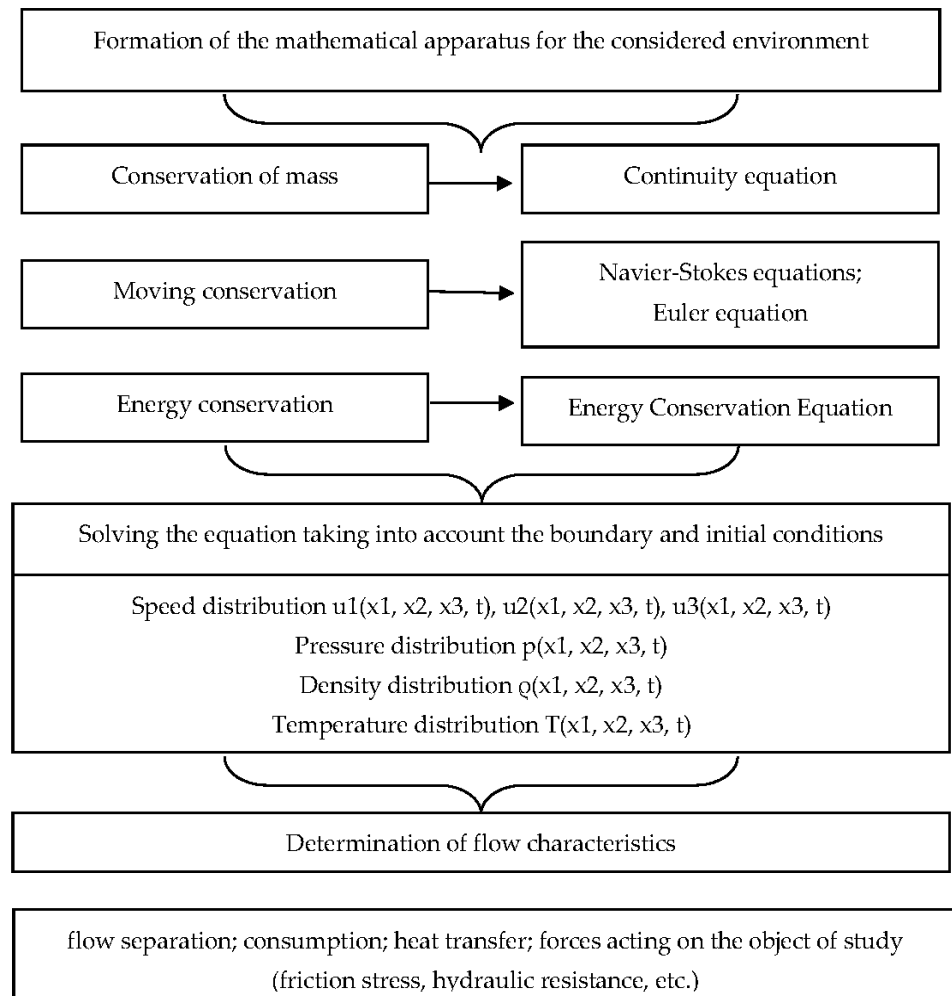 Formation of the mathematical apparatus for the considered environment
Conservation of mass
Continuity equation
Moving conservation
Navier-Stokes equations;
Euler equation
Energy conservation
Energy Conservation Equation
Solving the equation taking into account the boundary and initial conditions
Speed distribution u1(x1, x2, x3, t), u2(x1, x2, x3, t), u3(x1, x2, x3, t)
Pressure distribution p(x1, x2, x3, t)
Density distribution ϱ(x1, x2, x3, t)
Temperature distribution T(x1, x2, x3, t)
Determination of flow characteristics
flow separation; consumption; heat transfer; forces acting on the object of study
(friction stress, hydraulic resistance, etc.)